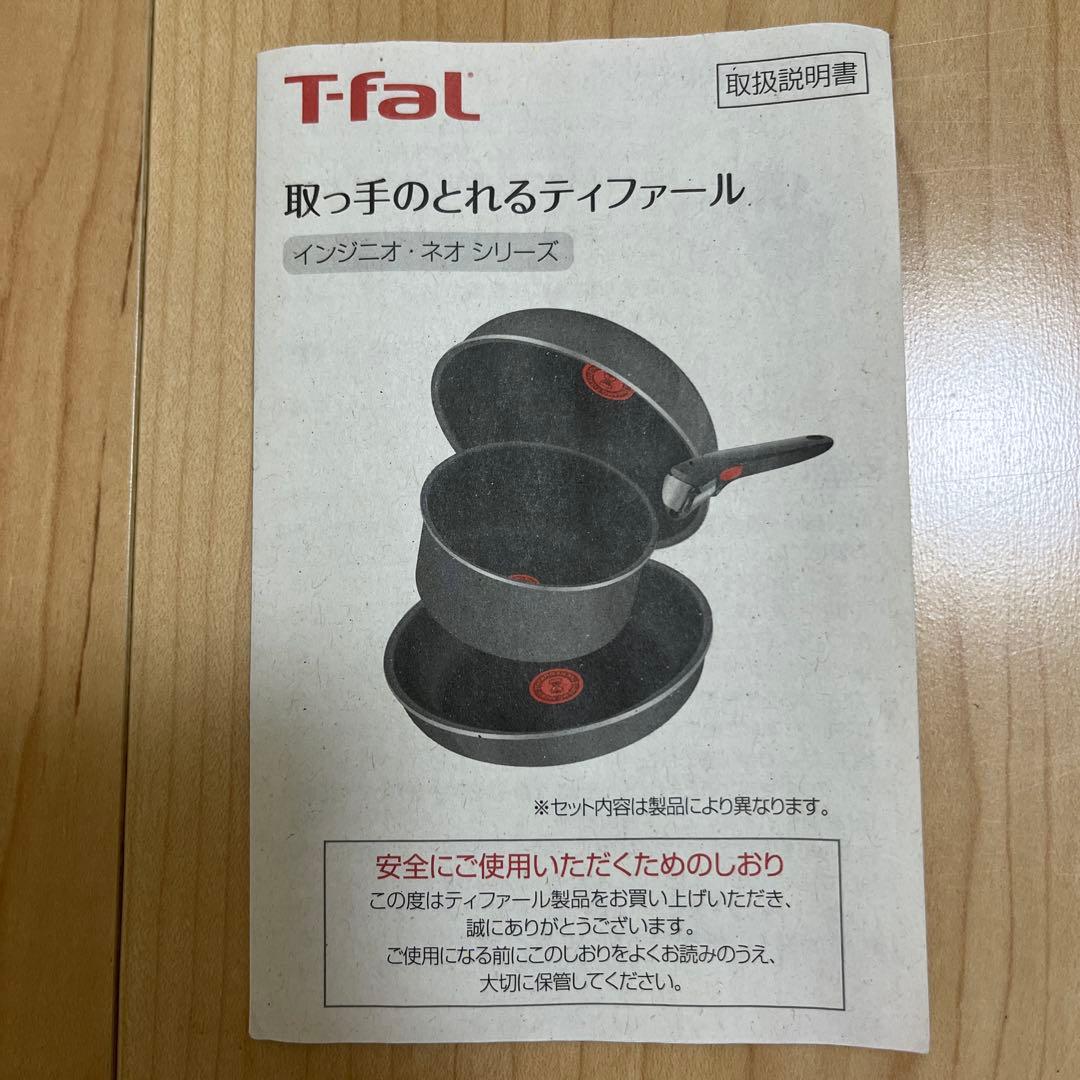 T-fal
取扱説明書
取っ手のとれるティファール
インジニオ・ネオ シリーズ
※セット内容は製品により異なります。
安全にご使用いただくためのしおり
この度はティファール製品をお買い上げいただき、
誠にありがとうございます。
ご使用になる前にこのしおりをよくお読みのうえ、
大切に保管してください。